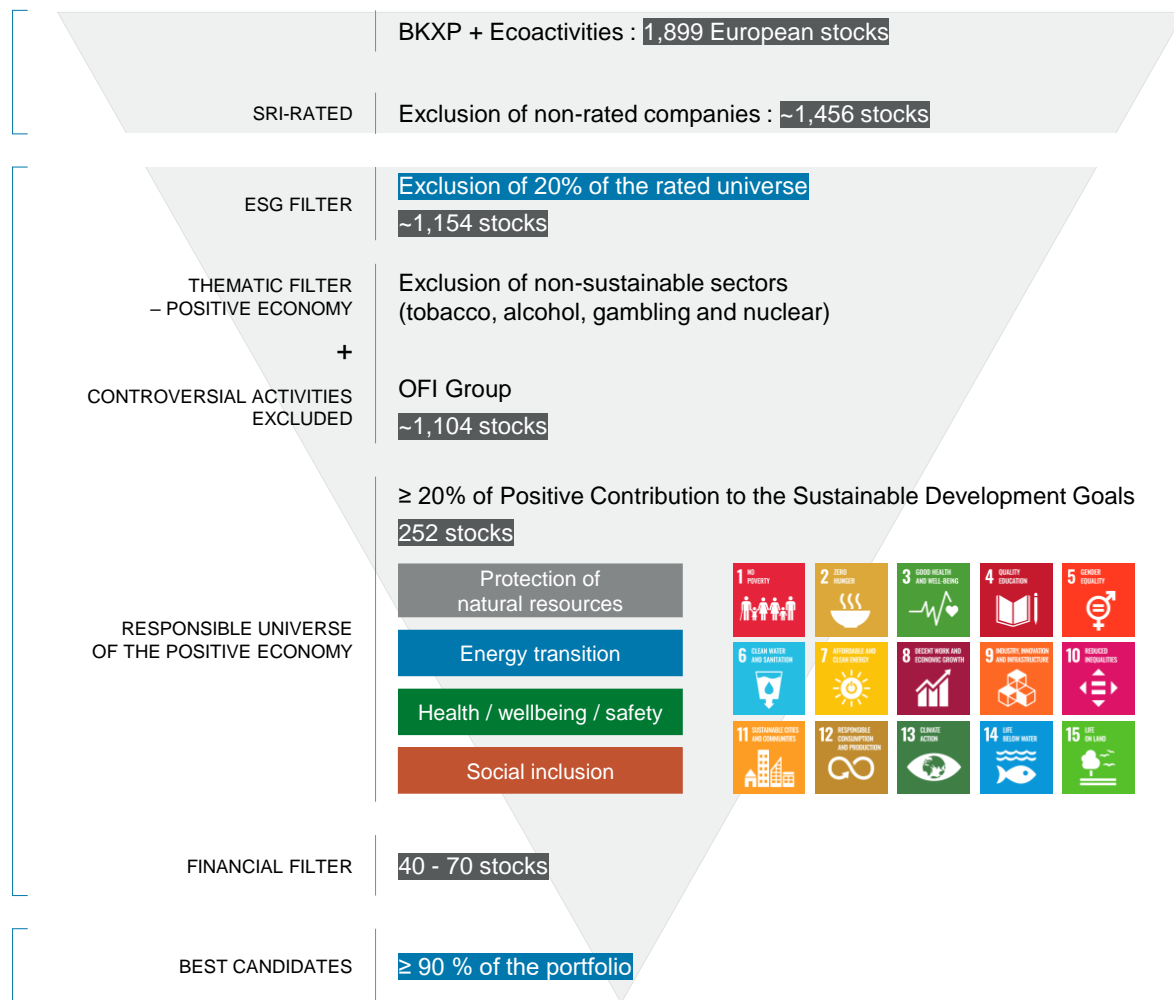 BKXP + Ecoactivities : 1,899 European stocks
SRI-RATED
Exclusion of non-rated companies : ~1,456 stocks
ESG FILTER
Exclusion of 20% of the rated universe
~1,154 stocks
THEMATIC FILTER
– POSITIVE ECONOMY
Exclusion of non-sustainable sectors
(tobacco, alcohol, gambling and nuclear)
+
CONTROVERSIAL ACTIVITIES
EXCLUDED
OFI Group
~1,104 stocks
RESPONSIBLE UNIVERSE
OF THE POSITIVE ECONOMY
≥ 20% of Positive Contribution to the Sustainable Development Goals
252 stocks
Protection of
natural resources
Energy transition
Health / wellbeing / safety
Social inclusion
1 NO
POVERTY
2 ZERO
HUNGER
3 GOOD HEALTH
AND WELL-BEING
4 QUALITY
EDUCATION
5 GENDER
EQUALITY
6 CLEAN WATER
AND SANITATION
7 AFFORDABLE AND
CLEAN ENERGY
8 DECENT WORK AND
ECONOMIC GROWTH
9 INDUSTRY, INNOVATION
AND INFRASTRUCTURE
10 REDUCED
INEQUALITIES
11 SUSTAINABLE CITIES
AND COMMUNITIES
12 RESPONSIBLE
CONSUMPTION
AND PRODUCTION
13 CLIMATE
ACTION
14 LIFE
BELOW WATER
15 LIFE
ON LAND
FINANCIAL FILTER
40 - 70 stocks
BEST CANDIDATES
≥ 90 % of the portfolio